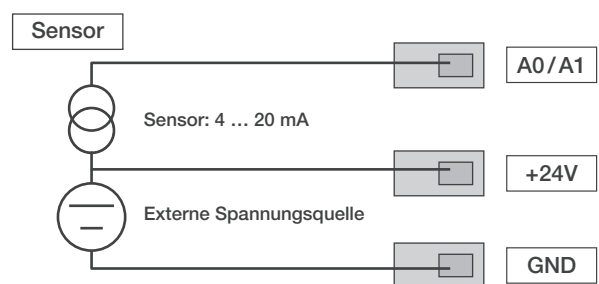 Sensor
A0/A1
Sensor: 4 … 20 mA
+24V
Externe Spannungsquelle
GND